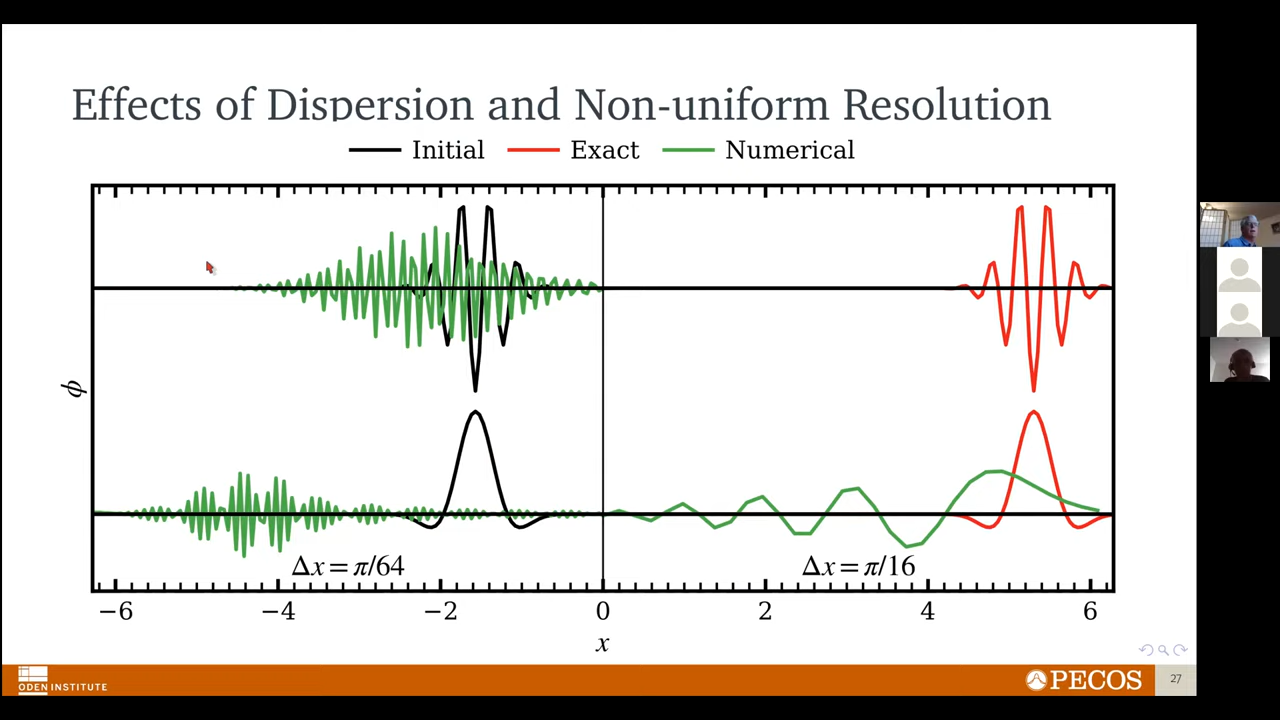 Effects of Dispersion and Non-uniform Resolution
Initial Exact Numerical
ϕ
Δx = π/64 Δx = π/16
−6 −4 −2 0 2 4 6
x
ODEN INSTITUTE
PECOS
27